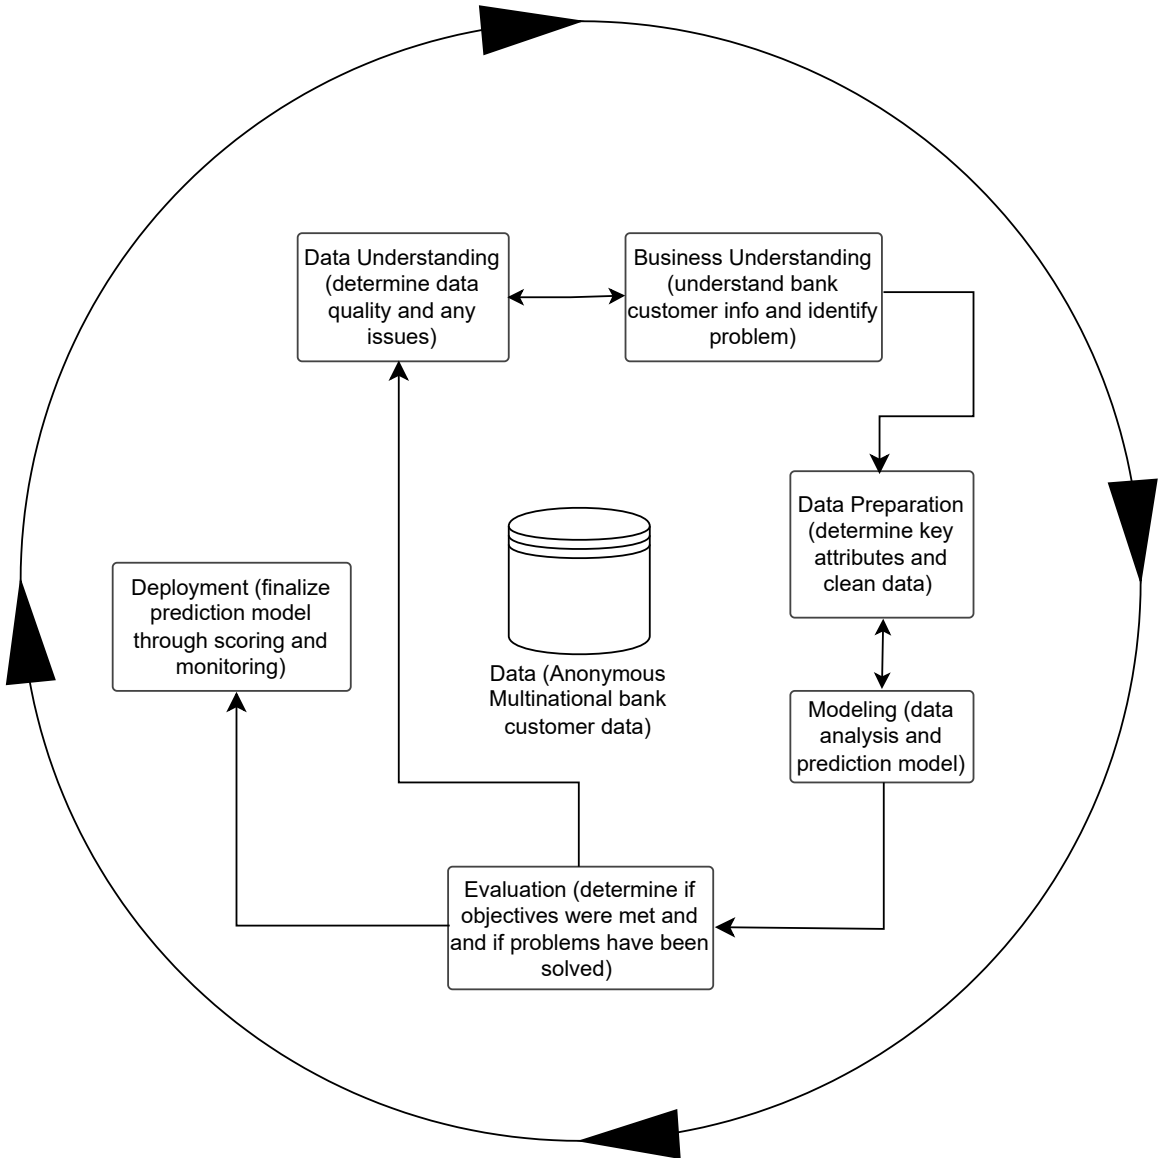 Data Understanding
(determine data
quality and any
issues)
Business Understanding
(understand bank
customer info and identify
problem)
Data Preparation
(determine key
attributes and
clean data)
Deployment (finalize
prediction model
through scoring and
monitoring)
Data (Anonymous
Multinational bank
customer data)
Modeling (data
analysis and
prediction model)
Evaluation (determine if
objectives were met and
and if problems have been
solved)